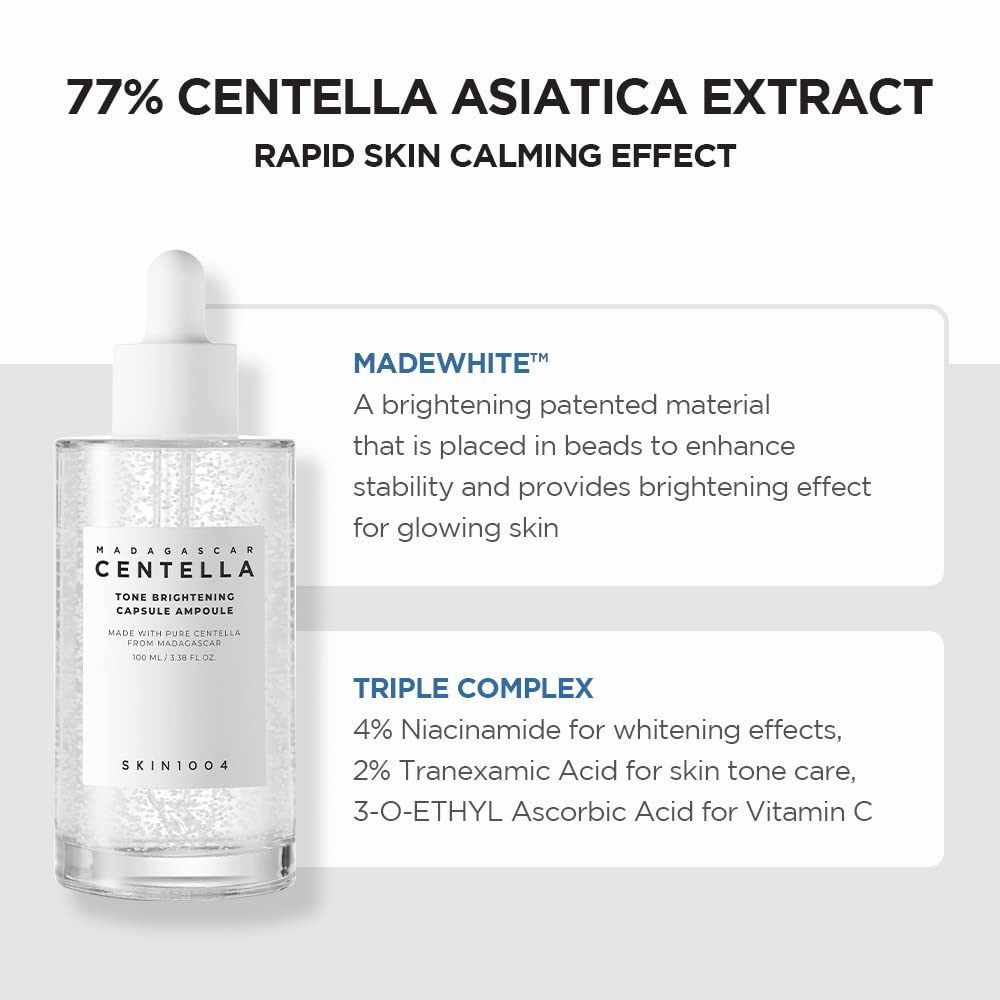 77% CENTELLA ASIATICA EXTRACT
RAPID SKIN CALMING EFFECT
MADEWHITE™
A brightening patented material
that is placed in beads to enhance
stability and provides brightening effect
for glowing skin
MADAGASCAR
CENTELLA
TONE BRIGHTENING
CAPSULE AMPOULE
MADE WITH PURE CENTELLA
FROM MADAGASCAR
100 ML / 3.38 FL.OZ.
SKIN1004
TRIPLE COMPLEX
4% Niacinamide for whitening effects,
2% Tranexamic Acid for skin tone care,
3-O-ETHYL Ascorbic Acid for Vitamin C